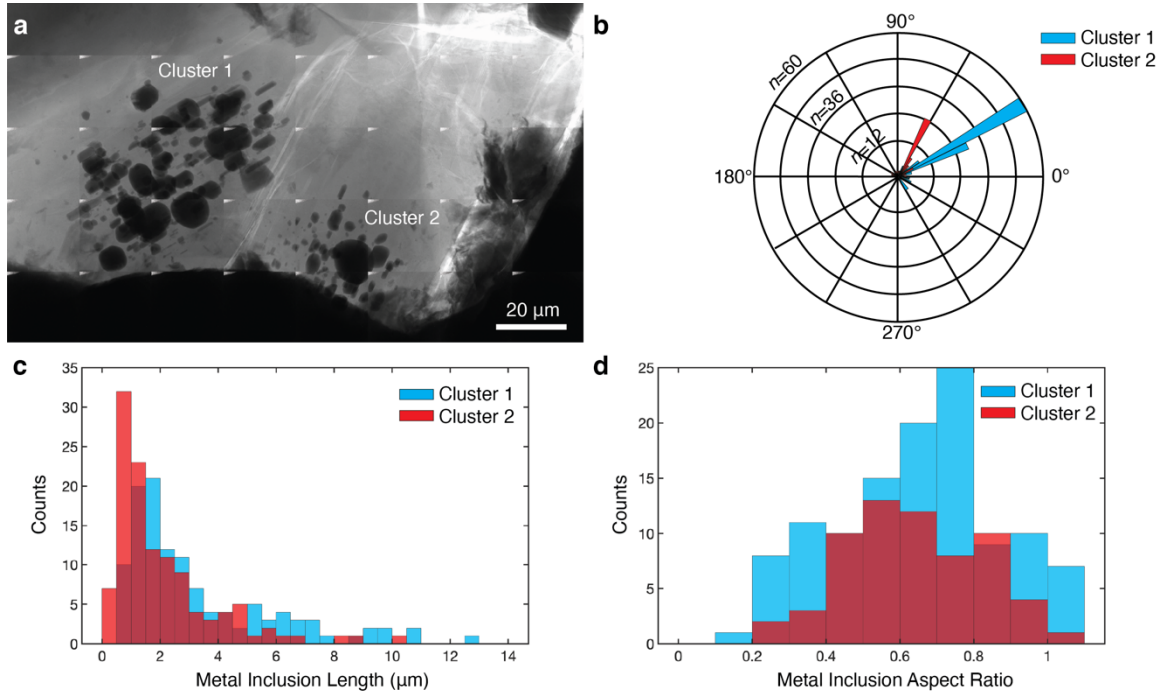 a
Cluster 1
Cluster 2
20 µm
b
90°
Cluster 1
Cluster 2
n=60
n=36
n=12
180°
0°
270°
c
35
30
25
20
15
10
5
0
Counts
Cluster 1
Cluster 2
0 2 4 6 8 10 12 14
Metal Inclusion Length (µm)
d
25
20
15
10
5
0
Counts
Cluster 1
Cluster 2
0 0.2 0.4 0.6 0.8 1
Metal Inclusion Aspect Ratio